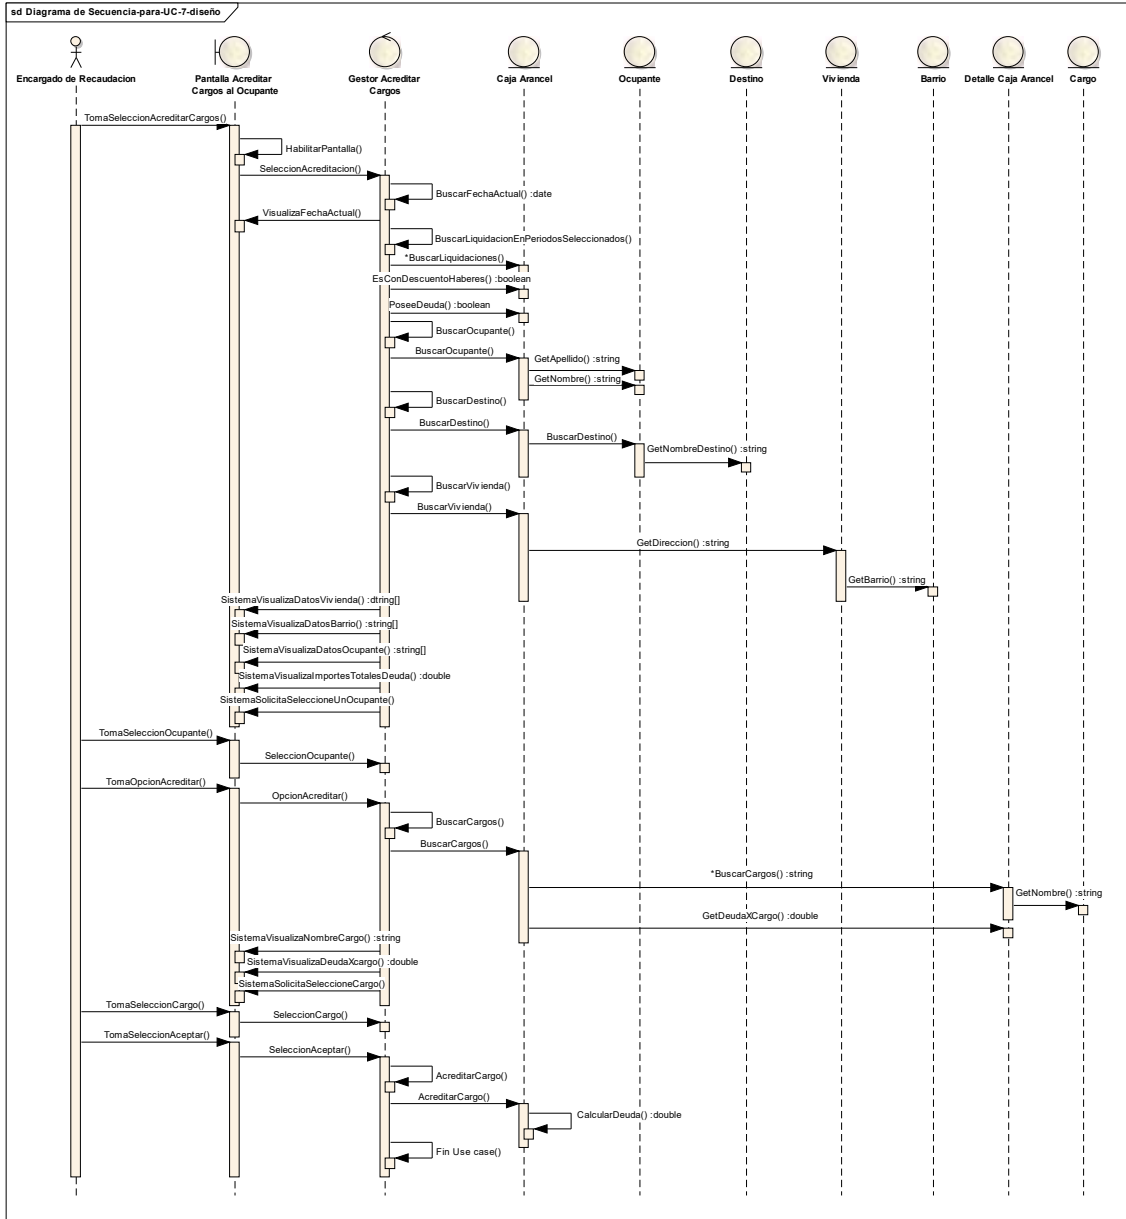 sd Diagrama de Secuencia-para-UC-7-diseño
Encargado de Recaudacion
Pantalla Acreditar
Cargos al Ocupante
Gestor Acreditar
Cargos
Caja Arancel
Ocupante
Destino
Vivienda
Barrio
Detalle Caja Arancel
Cargo
TomaSeleccionAcreditarCargos()
HabilitarPantalla()
SeleccionAcreditacion()
BuscarFechaActual() :date
VisualizaFechaActual()
BuscarLiquidacionEnPeriodosSeleccionados()
*BuscarLiquidaciones()
EsConDescuentoHaberes() :boolean
PoseeDeuda() :boolean
BuscarOcupante()
BuscarOcupante()
GetApellido() :string
GetNombre() :string
BuscarDestino()
BuscarDestino()
BuscarDestino()
GetNombreDestino() :string
BuscarVivienda()
BuscarVivienda()
GetDireccion() :string
GetBarrio() :string
SistemaVisualizaDatosVivienda() :dtring[]
SistemaVisualizaDatosBarrio() :string[]
SistemaVisualizaDatosOcupante() :string[]
SistemaVisualizaImportesTotalesDeuda() :double
SistemaSolicitaSeleccioneUnOcupante()
TomaSeleccionOcupante()
SeleccionOcupante()
TomaOpcionAcreditar()
OpcionAcreditar()
BuscarCargos()
BuscarCargos()
*BuscarCargos() :string
GetNombre() :string
GetDeudaXCargo() :double
SistemaVisualizaNombreCargo() :string
SistemaVisualizaDeudaXcargo() :double
SistemaSolicitaSeleccioneCargo()
TomaSeleccionCargo()
SeleccionCargo()
TomaSeleccionAceptar()
SeleccionAceptar()
AcreditarCargo()
AcreditarCargo()
CalcularDeuda() :double
Fin Use case()